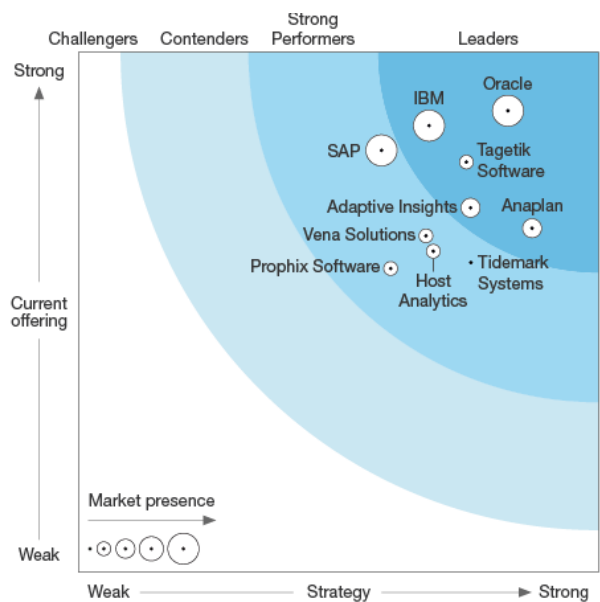 Strong
Challengers Contenders Performers Leaders
Strong
Oracle
IBM
SAP
Tagetik
Software
Adaptive Insights
Anaplan
Vena Solutions
Prophix Software
Host
Analytics
Tidemark
Systems
Current
offering
Market presence
Weak
Weak Strategy Strong